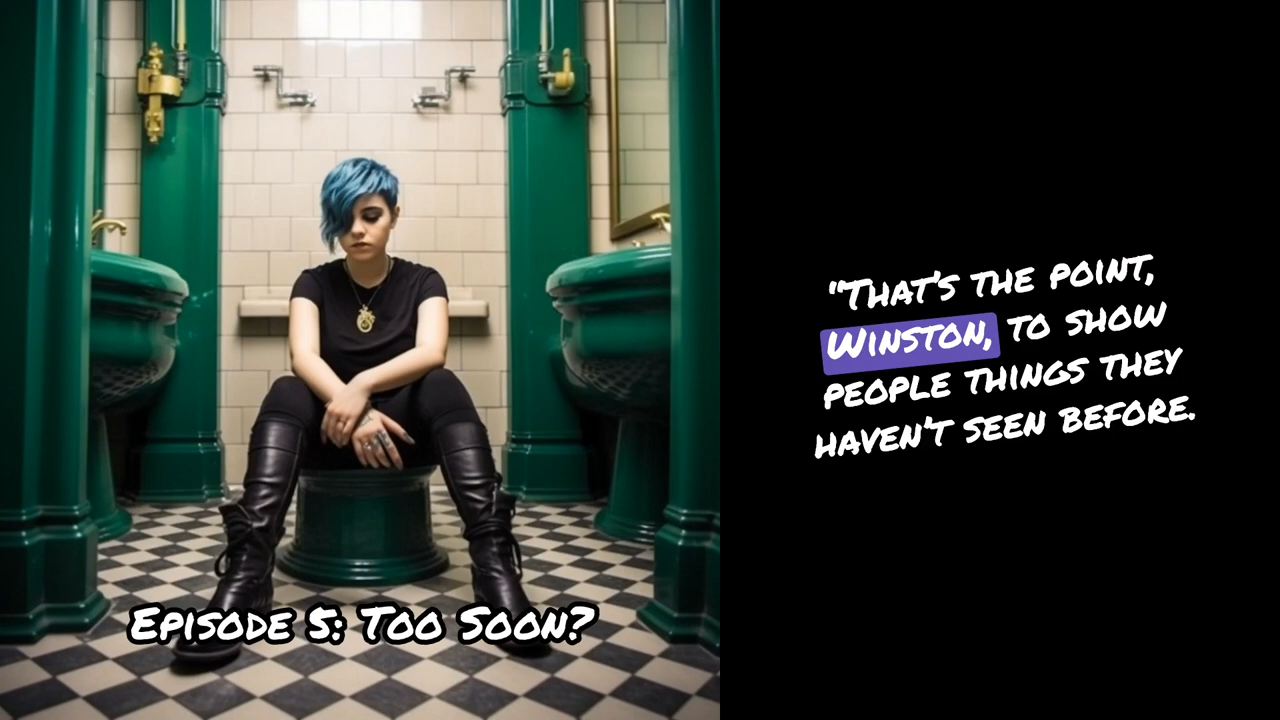 Episode 5: Too Soon?
"That's the point,
Winston, to show
people things they
haven't seen before.